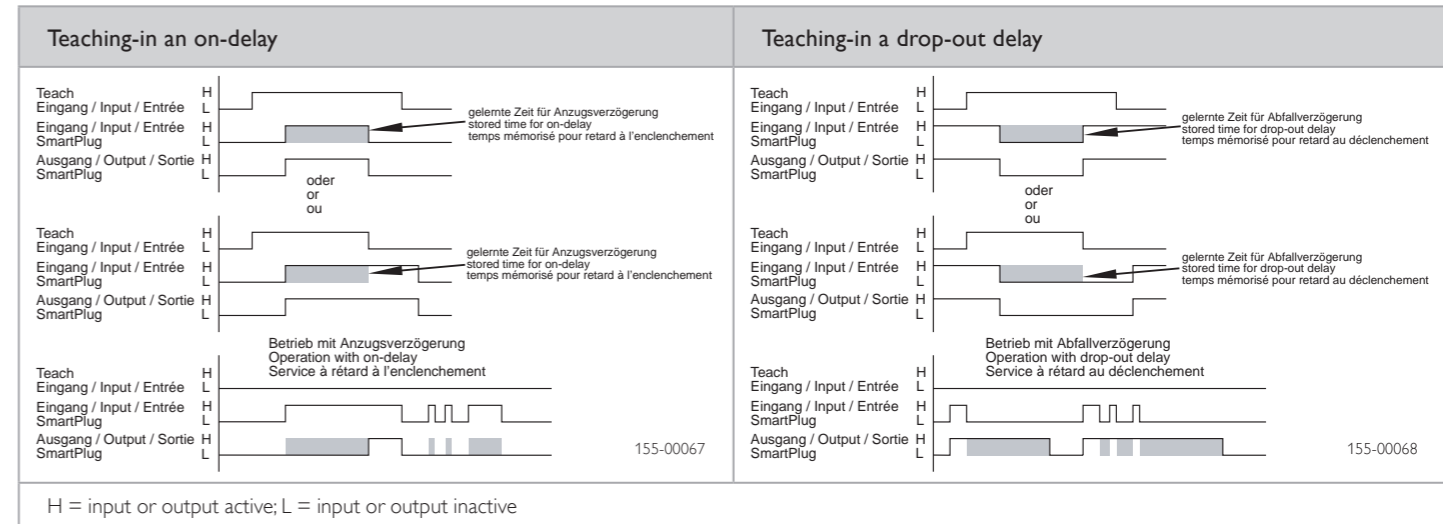 Teaching-in an on-delay
Teach H
Eingang / Input / Entrée L
Eingang / Input / Entrée H
SmartPlug L
Ausgang / Output / Sortie H
SmartPlug L
gelernte Zeit für Anzugsverzögerung
stored time for on-delay
temps mémorisé pour retard à l'enclenchement
oder
or
ou
Teach H
Eingang / Input / Entrée L
Eingang / Input / Entrée H
SmartPlug L
Ausgang / Output / Sortie H
SmartPlug L
gelernte Zeit für Anzugsverzögerung
stored time for on-delay
temps mémorisé pour retard à l'enclenchement
Betrieb mit Anzugsverzögerung
Operation with on-delay
Service à rétard à l'enclenchement
Teach H
Eingang / Input / Entrée L
Eingang / Input / Entrée H
SmartPlug L
Ausgang / Output / Sortie H
SmartPlug L
155-00067
Teaching-in a drop-out delay
Teach H
Eingang / Input / Entrée L
Eingang / Input / Entrée H
SmartPlug L
Ausgang / Output / Sortie H
SmartPlug L
gelernte Zeit für Abfallverzögerung
stored time for drop-out delay
temps mémorisé pour retard au déclenchement
oder
or
ou
Teach H
Eingang / Input / Entrée L
Eingang / Input / Entrée H
SmartPlug L
Ausgang / Output / Sortie H
SmartPlug L
gelernte Zeit für Abfallverzögerung
stored time for drop-out delay
temps mémorisé pour retard au déclenchement
Betrieb mit Abfallverzögerung
Operation with drop-out delay
Service à rétard au déclenchement
Teach H
Eingang / Input / Entrée L
Eingang / Input / Entrée H
SmartPlug L
Ausgang / Output / Sortie H
SmartPlug L
155-00068
H = input or output active; L = input or output inactive